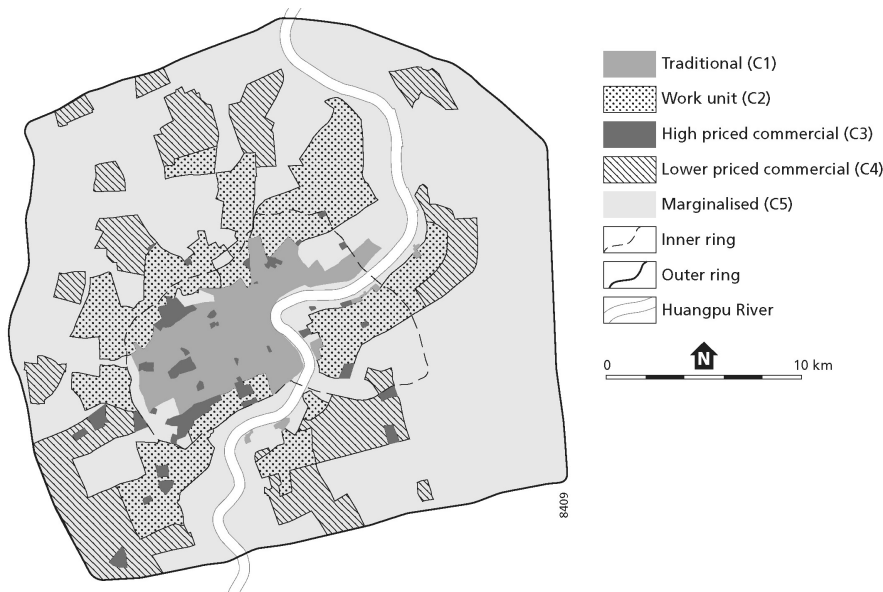 Traditional (C1)
Work unit (C2)
High priced commercial (C3)
Lower priced commercial (C4)
Marginalised (C5)
Inner ring
Outer ring
Huangpu River
N
0 10 km
8409